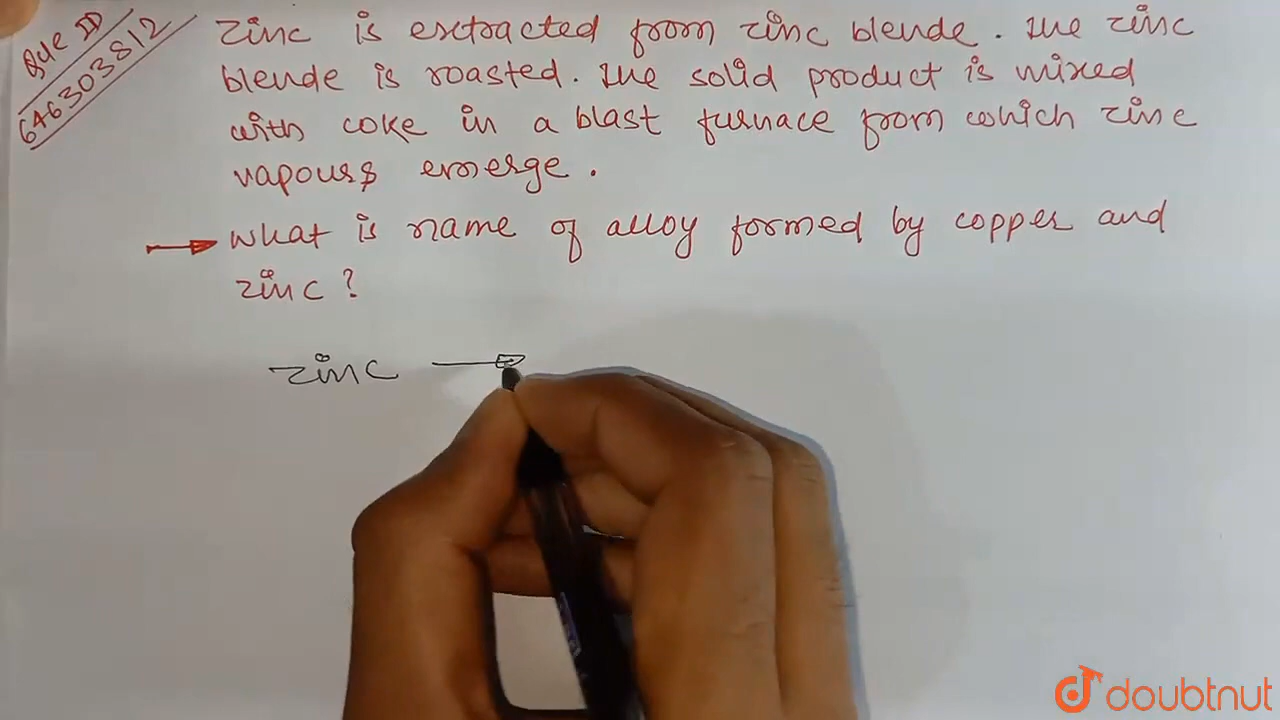 Que ID
646303812
Zinc is extracted from zinc blende. The zinc
blende is roasted. The solid product is mixed
with coke in a blast furnace from which zinc
vapours emerge.
What is name of alloy formed by copper and
zinc?
zinc
doubtnut